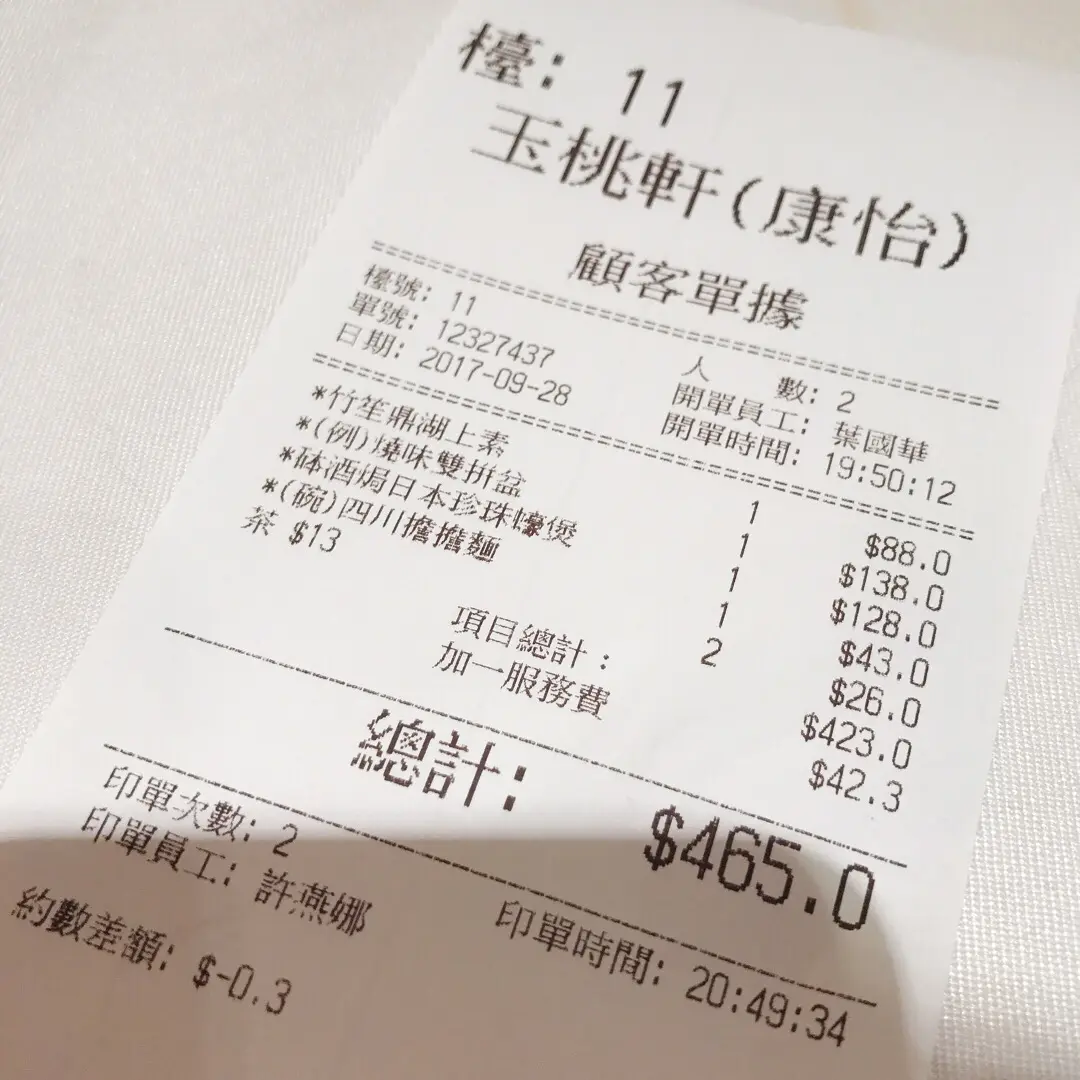 檯: 11
玉桃軒(康怡)
顧客單據
檯號: 11 人 數: 2
單號: 12327437 開單員工: 葉國華
日期: 2017-09-28 開單時間: 19:50:12
*竹笙鼎湖上素 1 $88.0
*(例)燒味雙拼盆 1 $138.0
*砵酒焗日本珍珠蠔煲 1 $128.0
*(碗)四川擔擔麵 1 $43.0
茶 $13 2 $26.0
項目總計: $423.0
加一服務費 $42.3
總計: $465.0
印單次數: 2
印單員工: 許燕娜 印單時間: 20:49:34
約數差額: $-0.3